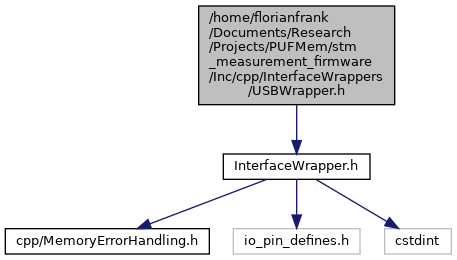 /home/florianfrank
/Documents/Research
/Projects/PUFMem/stm
_measurement_firmware
/Inc/cpp/InterfaceWrappers
/USBWrapper.h
InterfaceWrapper.h
cpp/MemoryErrorHandling.h
io_pin_defines.h
cstdint